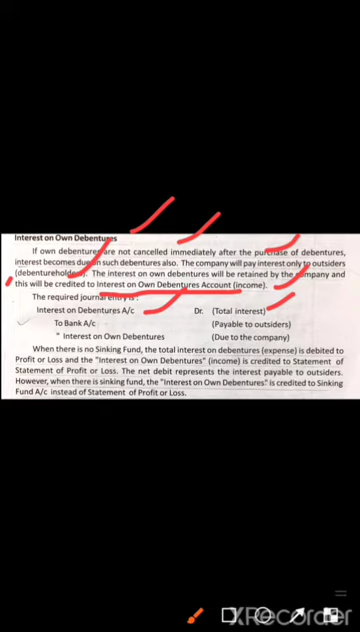 Interest on Own Debentures
If own debentures are not cancelled immediately after the purchase of debentures,
interest becomes due on such debentures also. The company will pay interest only to outsiders
(debentureholders). The interest on own debentures will be retained by the company and
this will be credited to Interest on Own Debentures Account (income).
The required journal entry is:
Interest on Debentures A/c Dr. (Total interest)
To Bank A/c (Payable to outsiders)
" Interest on Own Debentures (Due to the company)
When there is no Sinking Fund, the total interest on debentures (expense) is debited to
Profit or Loss and the "Interest on Own Debentures" (income) is credited to Statement of
Statement of Profit or Loss. The net debit represents the interest payable to outsiders.
However, when there is sinking fund, the "Interest on Own Debentures" is credited to Sinking
Fund A/c instead of Statement of Profit or Loss.
XRecorder